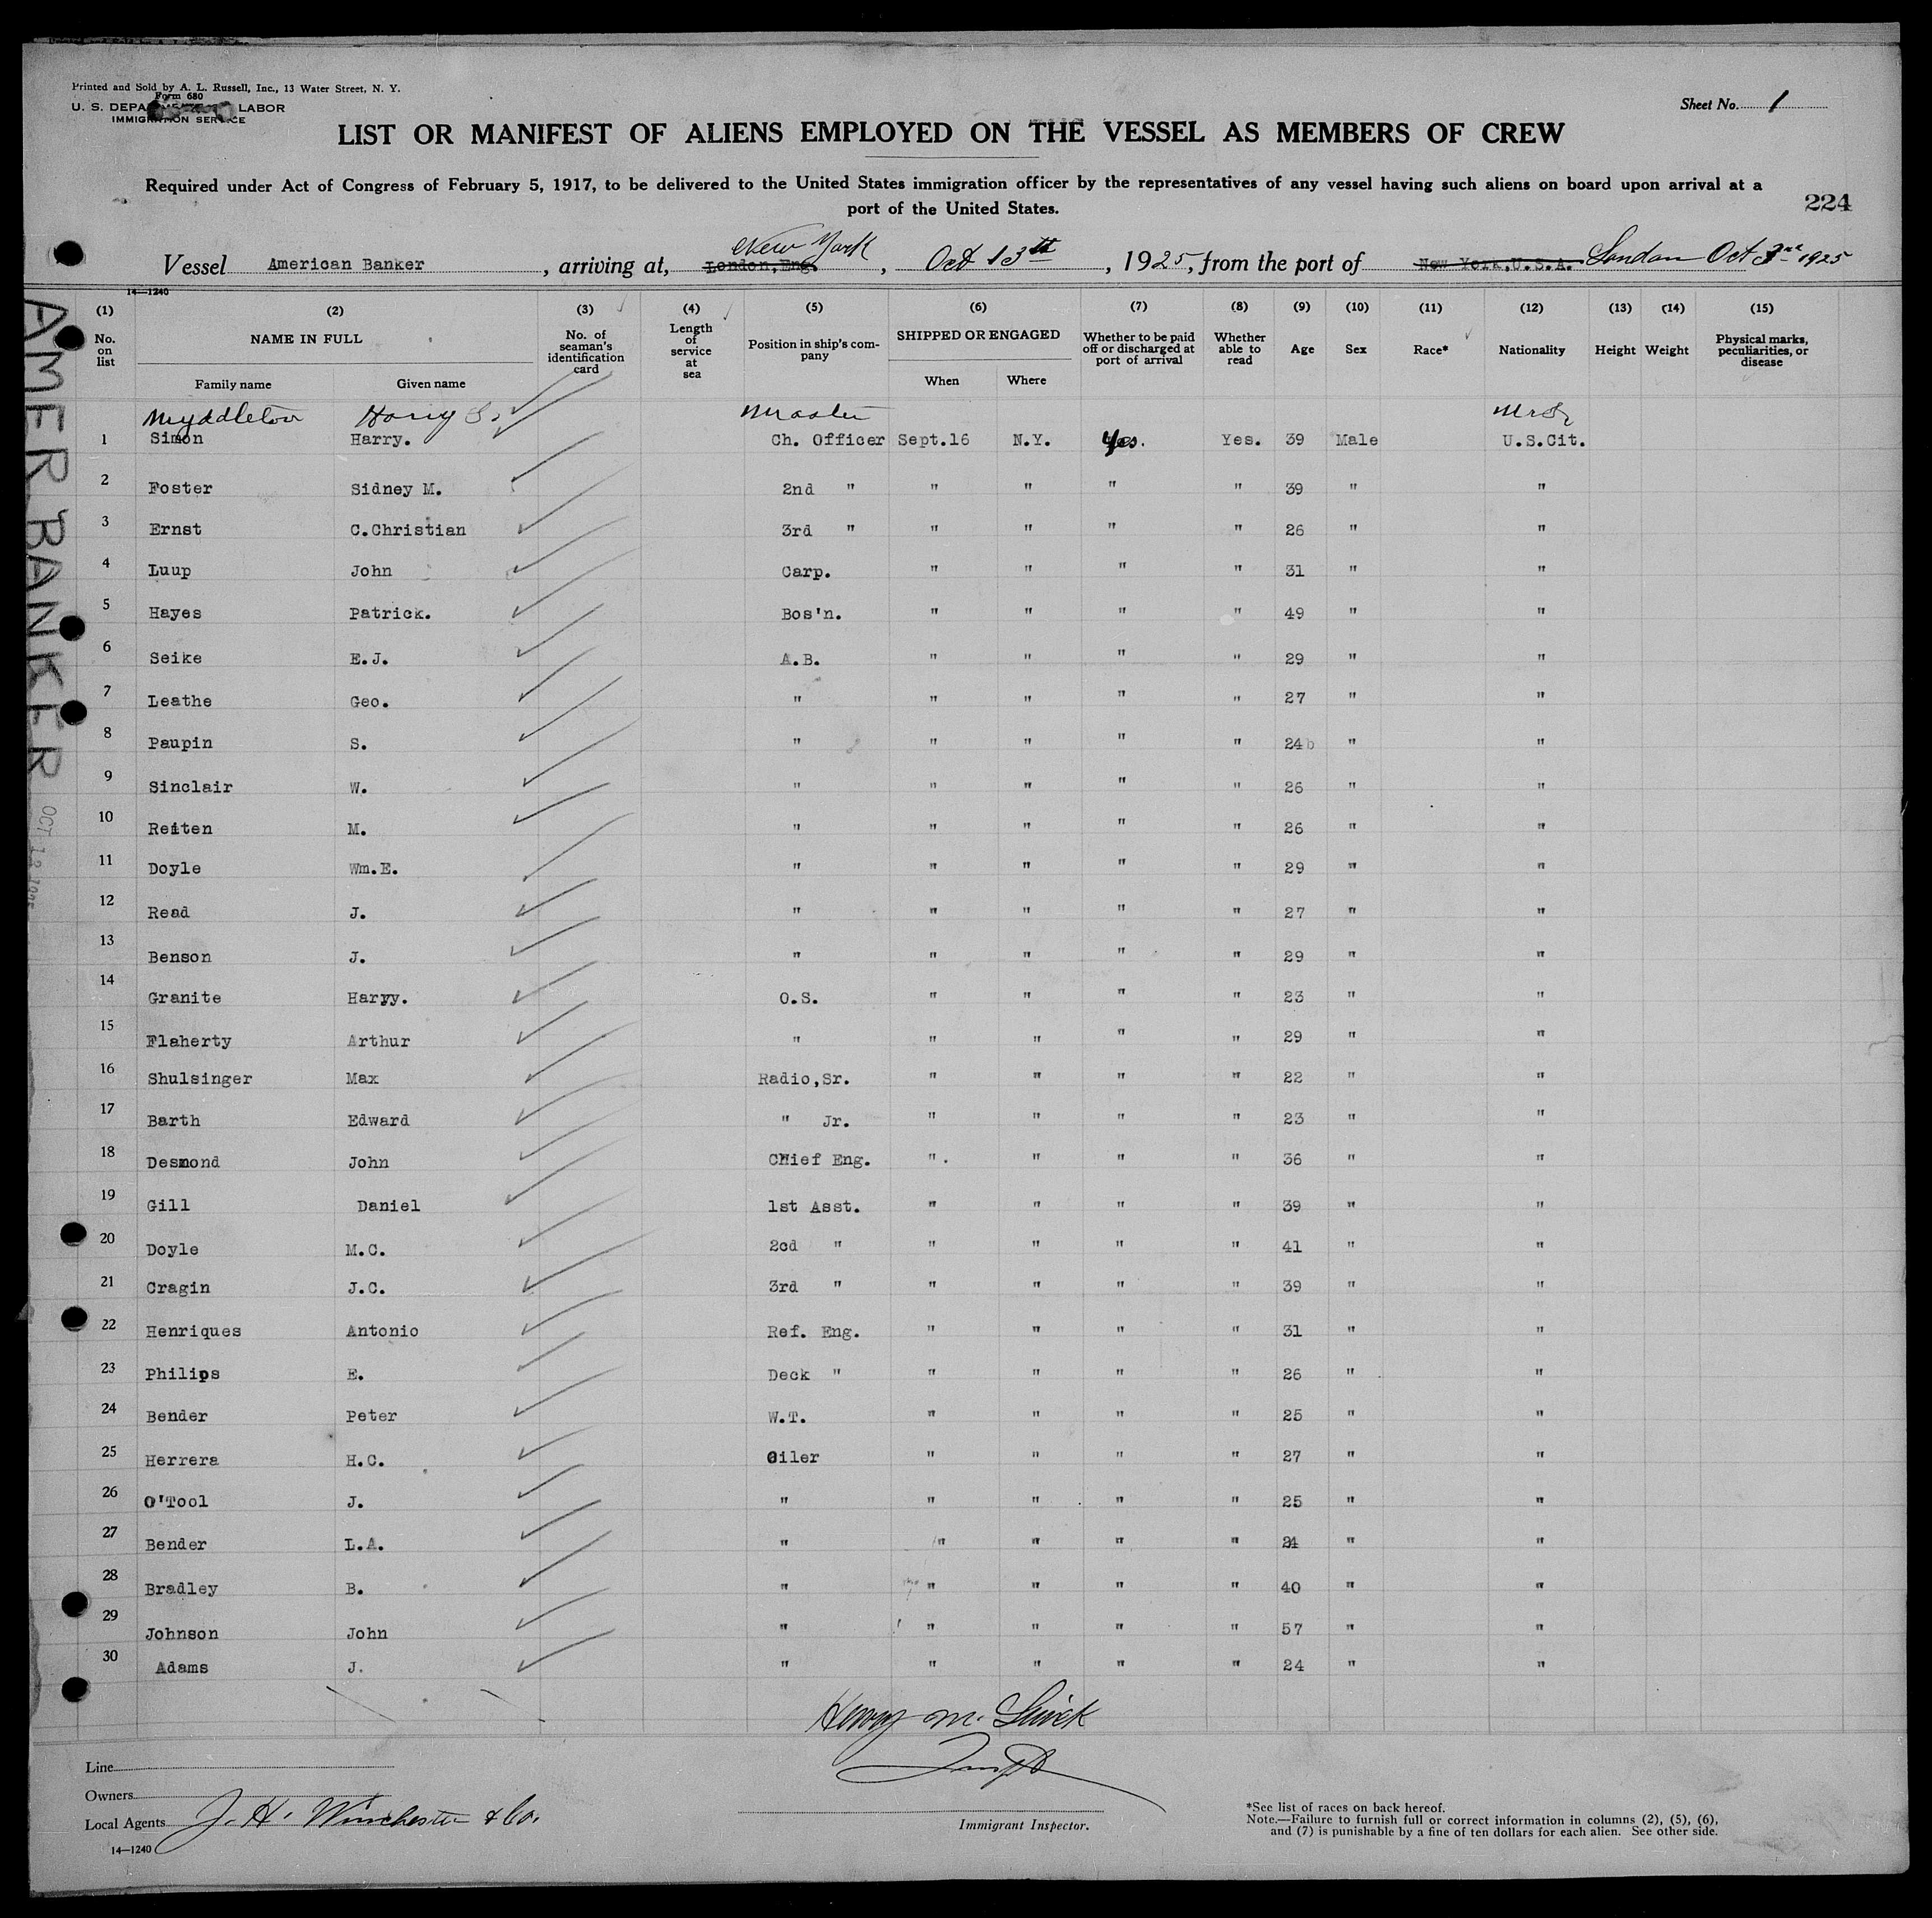 Printed and Sold by A. L. Russell, Inc., 13 Water Street, N. Y.
Form 680
U. S. DEPA LABOR
IMMIGRATION SERVICE
Sheet No. 1
LIST OR MANIFEST OF ALIENS EMPLOYED ON THE VESSEL AS MEMBERS OF CREW
Required under Act of Congress of February 5, 1917, to be delivered to the United States immigration officer by the representatives of any vessel having such aliens on board upon arrival at a
port of the United States.
224
Vessel American Banker, arriving at, London,Eng. New York, Oct 13th, 1925, from the port of New York,U.S.A. London Oct 1925
14—1240
(1) (2) (3) (4) (5) (6) (7) (8) (9) (10) (11) (12) (13) (14) (15)
No. on list NAME IN FULL No. of seaman's identification card Length of service at sea Position in ship's company SHIPPED OR ENGAGED Whether to be paid off or discharged at port of arrival Whether able to read Age Sex Race* Nationality Height Weight Physical marks, peculiarities, or disease
Family name Given name When Where
Myddleton Harry S. Master
1 Simon Harry. Ch. Officer Sept.16 N.Y. Yes. Yes. 39 Male U.S.Cit.
2 Foster Sidney M. 2nd " " " " " 39 " "
3 Ernst C.Christian 3rd " " " " " 26 " "
4 Luup John Carp. " " " " 31 " "
5 Hayes Patrick. Bos'n. " " " " 49 " "
6 Seike E.J. A.B. " " " " 29 " "
7 Leathe Geo. " " " " " 27 " "
8 Paupin S. " " " " " 24 " "
9 Sinclair W. " " " " " 26 " "
10 Reiten M. " " " " " 26 " "
11 Doyle Wm.E. " " " " " 29 " "
12 Read J. " " " " " 27 " "
13 Benson J. " " " " " 29 " "
14 Granite Harry. O.S. " " " " 23 " "
15 Flaherty Arthur " " " " " 29 " "
16 Shulsinger Max Radio,Sr. " " " " 22 " "
17 Barth Edward " Jr. " " " " 23 " "
18 Desmond John CHief Eng. " " " " 36 " "
19 Gill Daniel 1st Asst. " " " " 39 " "
20 Doyle M.C. 2cd " " " " " 41 " "
21 Cragin J.C. 3rd " " " " " 39 " "
22 Henriques Antonio Ref. Eng. " " " " 31 " "
23 Philips E. Deck " " " " " 26 " "
24 Bender Peter W.T. " " " " 25 " "
25 Herrera H.C. Oiler " " " " 27 " "
26 O'Tool J. " " " " " 25 " "
27 Bender L.A. " " " " " " "
28 Bradley B. " " " " " 40 " "
29 Johnson John " " " " " 57 " "
30 Adams J. " " " " " 24 " "
AMER BANKER
Henry M.
Line
Owners
Local Agents J. H. Winchester & Co.
Immigrant Inspector.
*See list of races on back hereof.
Note.—Failure to furnish full or correct information in columns (2), (5), (6),
and (7) is punishable by a fine of ten dollars for each alien. See other side.
14—1240